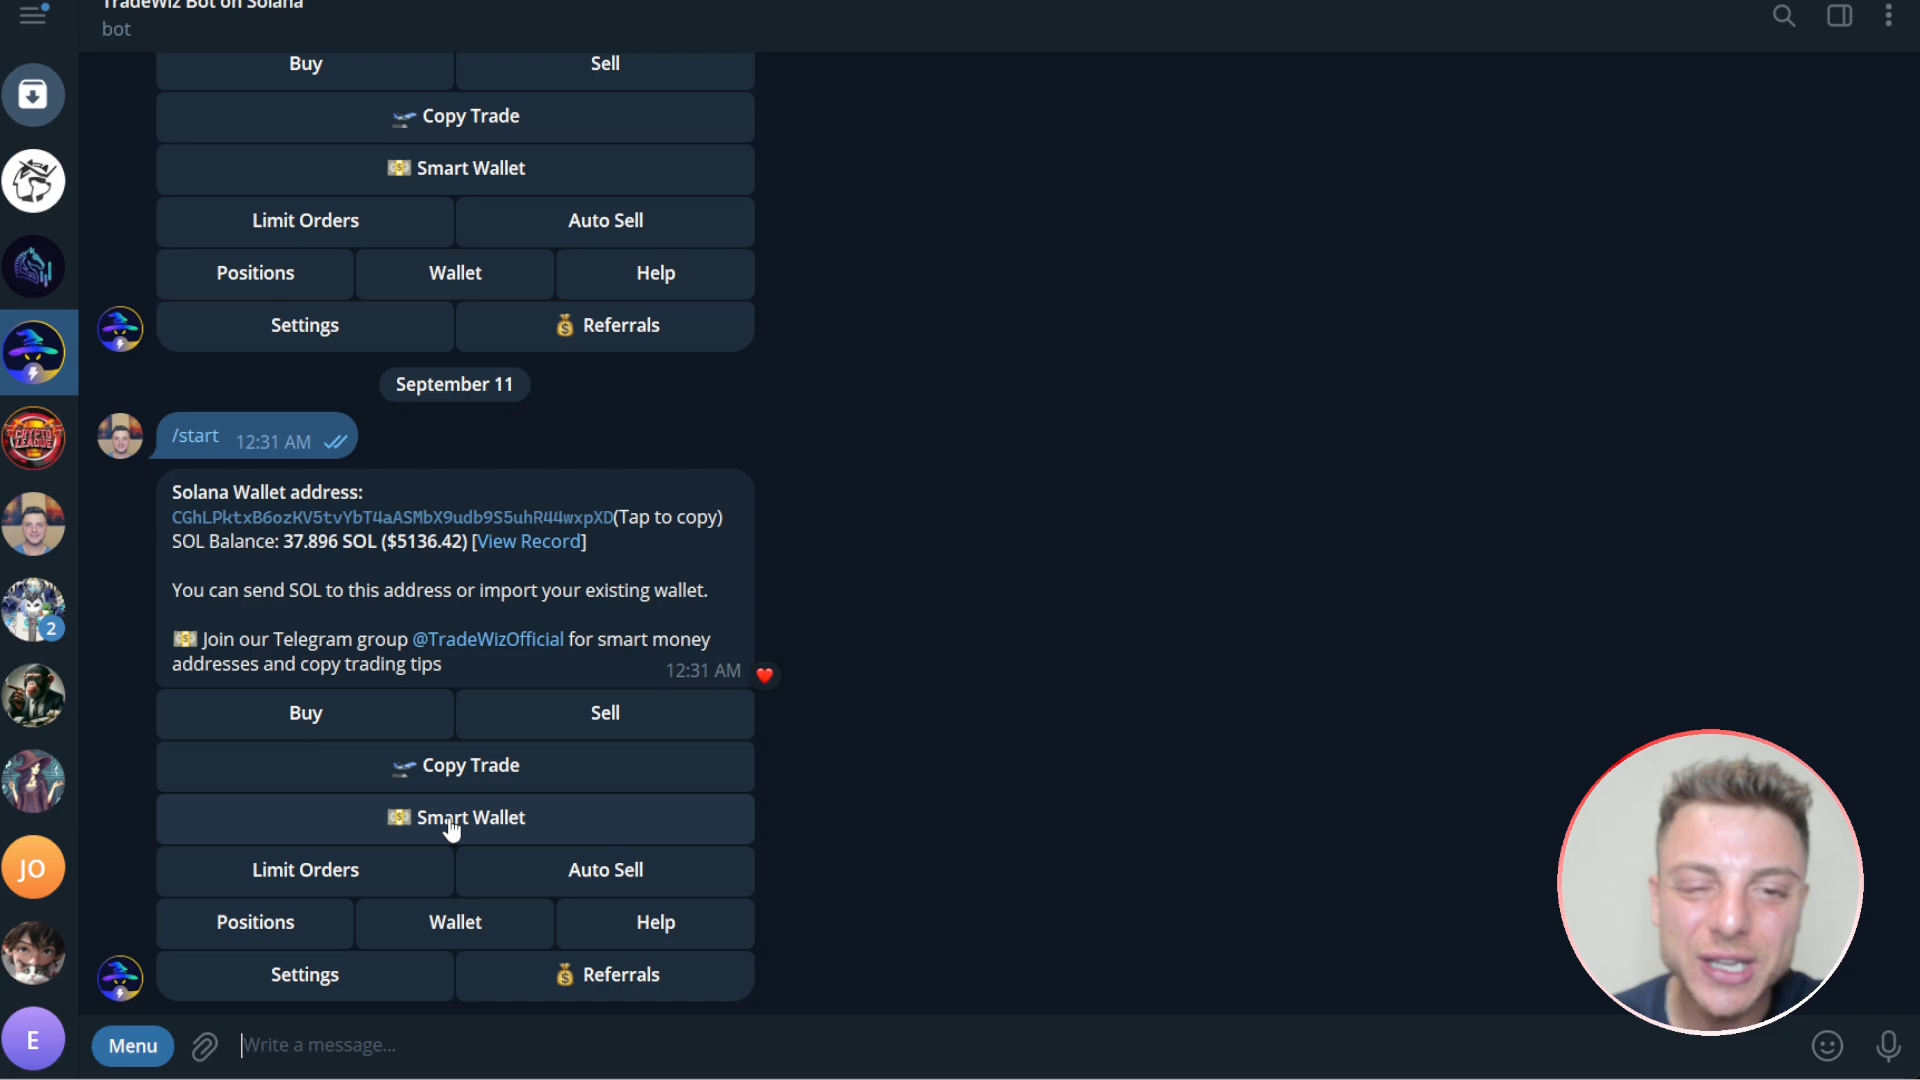 TradeWiz Bot on Solana
bot
Buy
Sell
Copy Trade
Smart Wallet
Limit Orders
Auto Sell
Positions
Wallet
Help
Settings
Referrals
September 11
/start 12:31 AM
Solana Wallet address:
CGhLPktxB6ozKV5tvYbT4aASMbX9udb9S5uhR44wxpXD(Tap to copy)
SOL Balance: 37.896 SOL ($5136.42) [View Record]
You can send SOL to this address or import your existing wallet.
Join our Telegram group @TradeWizOfficial for smart money
addresses and copy trading tips
12:31 AM
Buy
Sell
Copy Trade
Smart Wallet
Limit Orders
Auto Sell
Positions
Wallet
Help
Settings
Referrals
CRYPTO
LEAGUE
2
JO
E
Menu
Write a message...